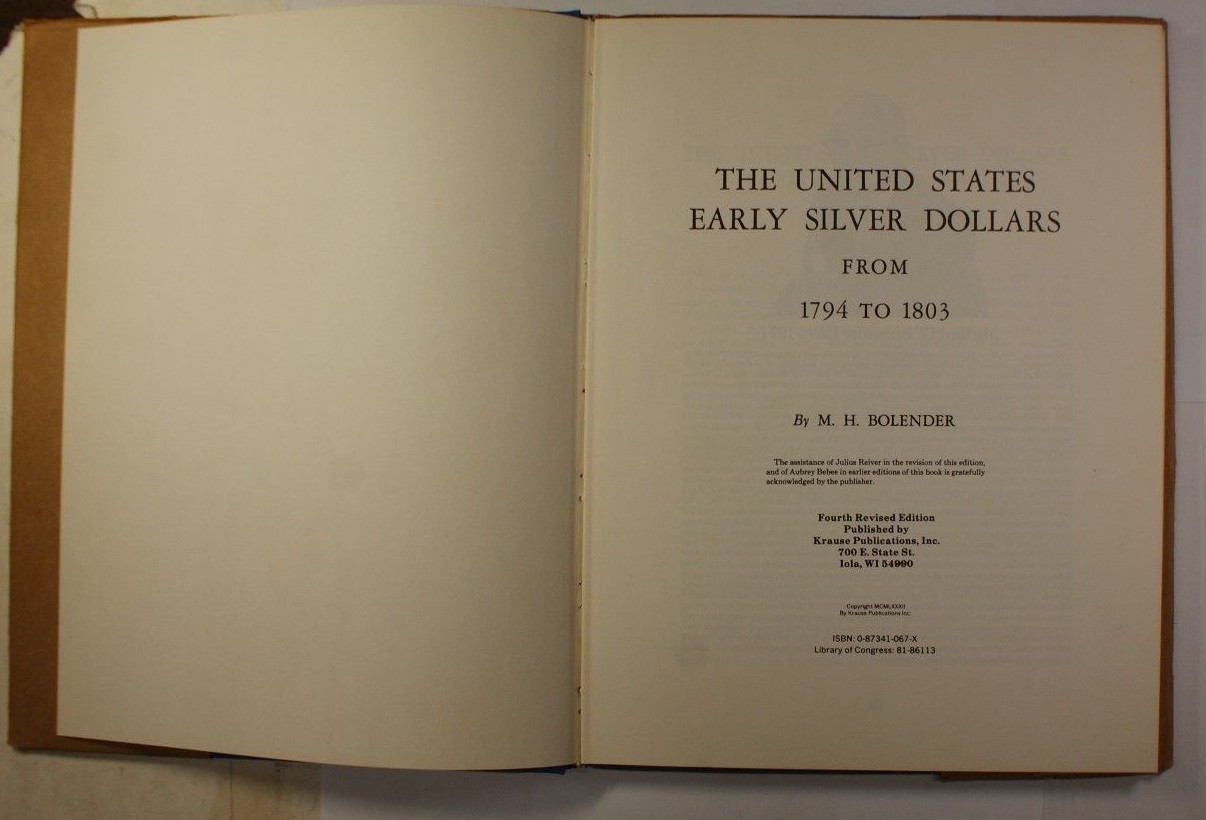 THE UNITED STATES
EARLY SILVER DOLLARS
FROM
1794 TO 1803
By M. H. BOLENDER
The assistance of Julius Reiver in the revision of this edition,
and of Aubrey Bebee in earlier editions of this book is gratefully
acknowledged by the publisher.
Fourth Revised Edition
Published by
Krause Publications, Inc.
700 E. State St.
Iola, WI 54990
Copyright MCMLXXXII
By Krause Publications Inc.
ISBN: 0-87341-067-X
Library of Congress: 81-86113